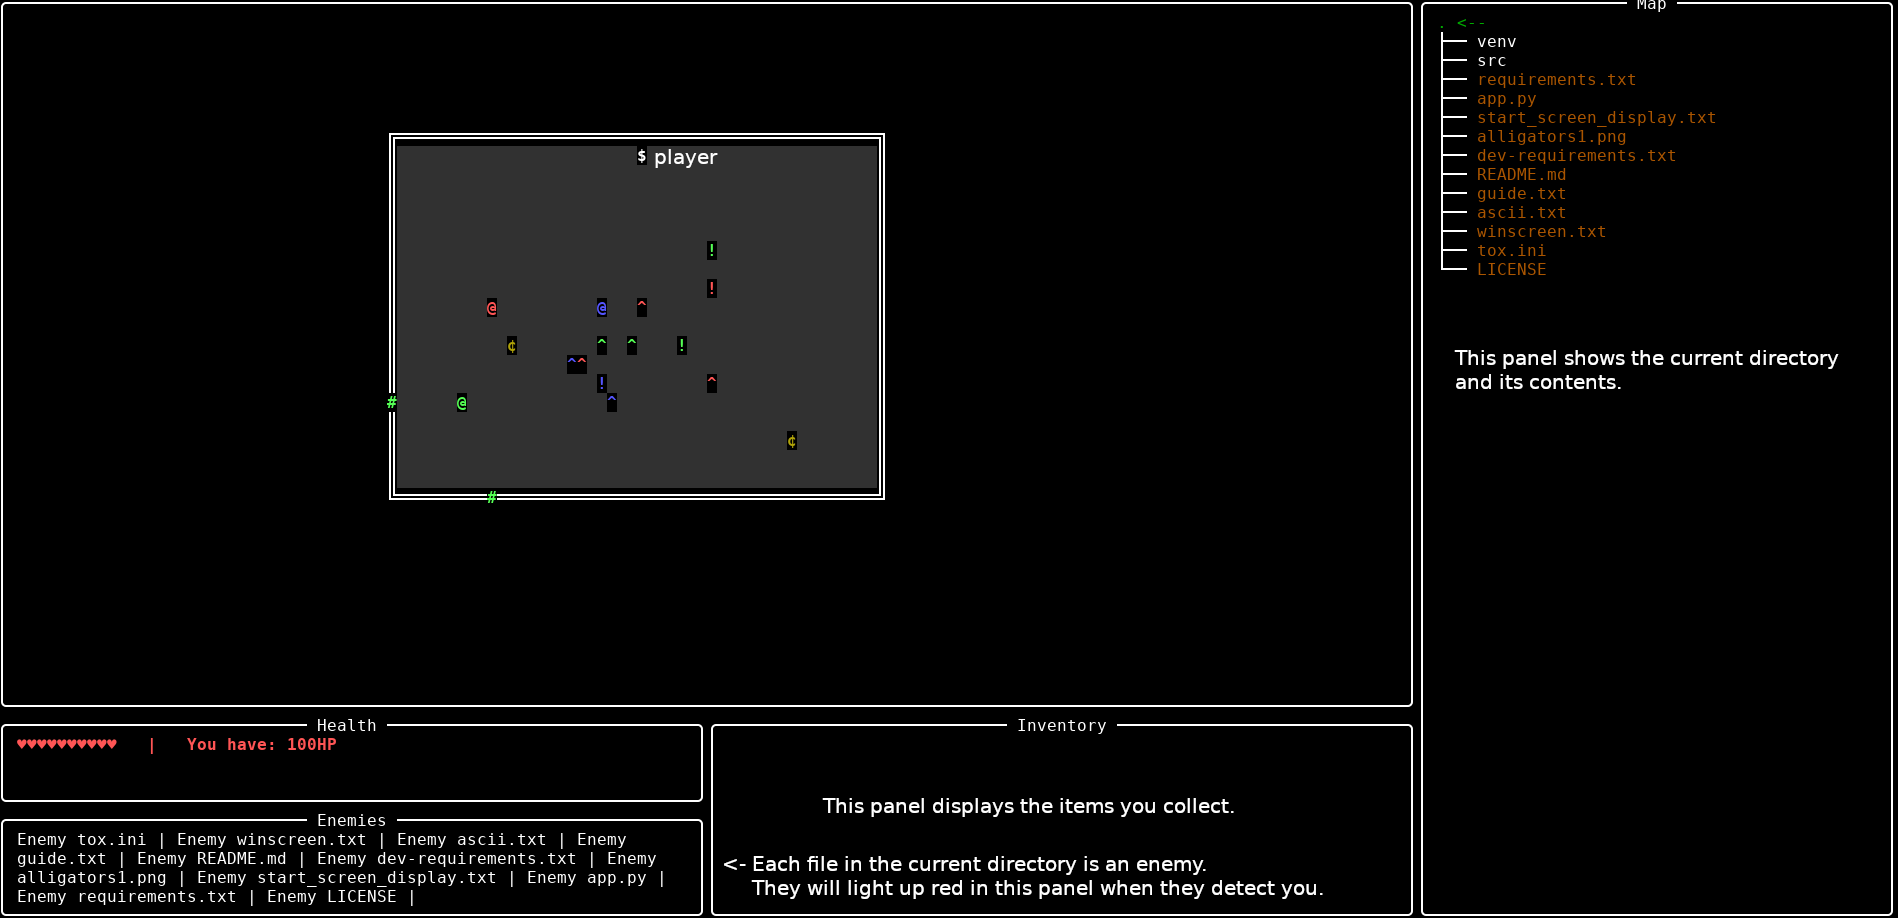 $ player
!
!
@ @ ^
¢ ^ ^ !
^^
! ^
# @ ^
¢
#
Map
. <--
venv
src
requirements.txt
app.py
start_screen_display.txt
alligators1.png
dev-requirements.txt
README.md
guide.txt
ascii.txt
winscreen.txt
tox.ini
LICENSE
This panel shows the current directory
and its contents.
Health
♥♥♥♥♥♥♥♥♥♥ | You have: 100HP
Enemies
Enemy tox.ini | Enemy winscreen.txt | Enemy ascii.txt | Enemy
guide.txt | Enemy README.md | Enemy dev-requirements.txt | Enemy
alligators1.png | Enemy start_screen_display.txt | Enemy app.py |
Enemy requirements.txt | Enemy LICENSE |
Inventory
This panel displays the items you collect.
<- Each file in the current directory is an enemy.
They will light up red in this panel when they detect you.